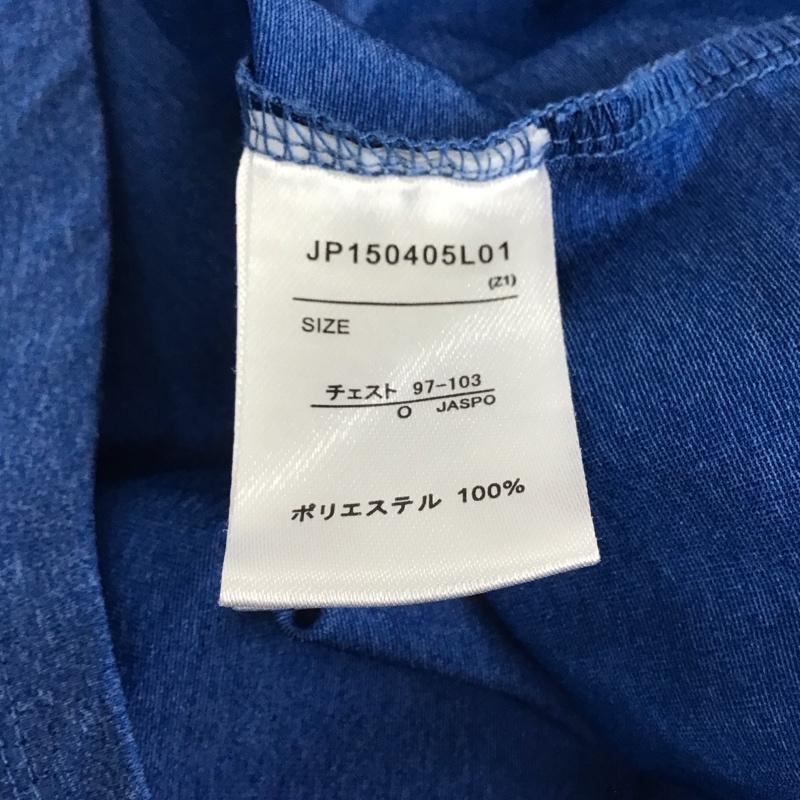 JP150405L01
(Z1)
SIZE
チェスト 97-103
O JASPO
ポリエステル 100%